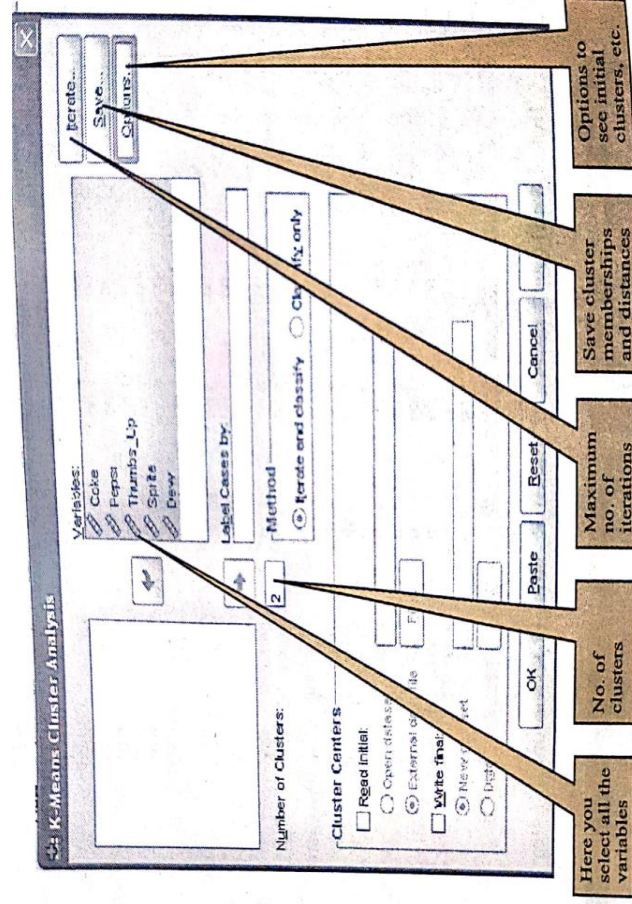 K-Means Cluster Analysis
Variables:
Coke
Pepsi
Thumbs_Up
Sprite
Dew
Iterate...
Save...
Options...
Label Cases by:
Number of Clusters: 2
Method
Iterate and classify
Classify only
Cluster Centers
Read initial:
Open dataset
External data file
Write final:
New dataset
OK
Paste
Reset
Cancel
Here you
select all the
variables
No. of
clusters
Maximum
no. of
iterations
Save cluster
memberships
and distances
Options to
see initial
clusters, etc.